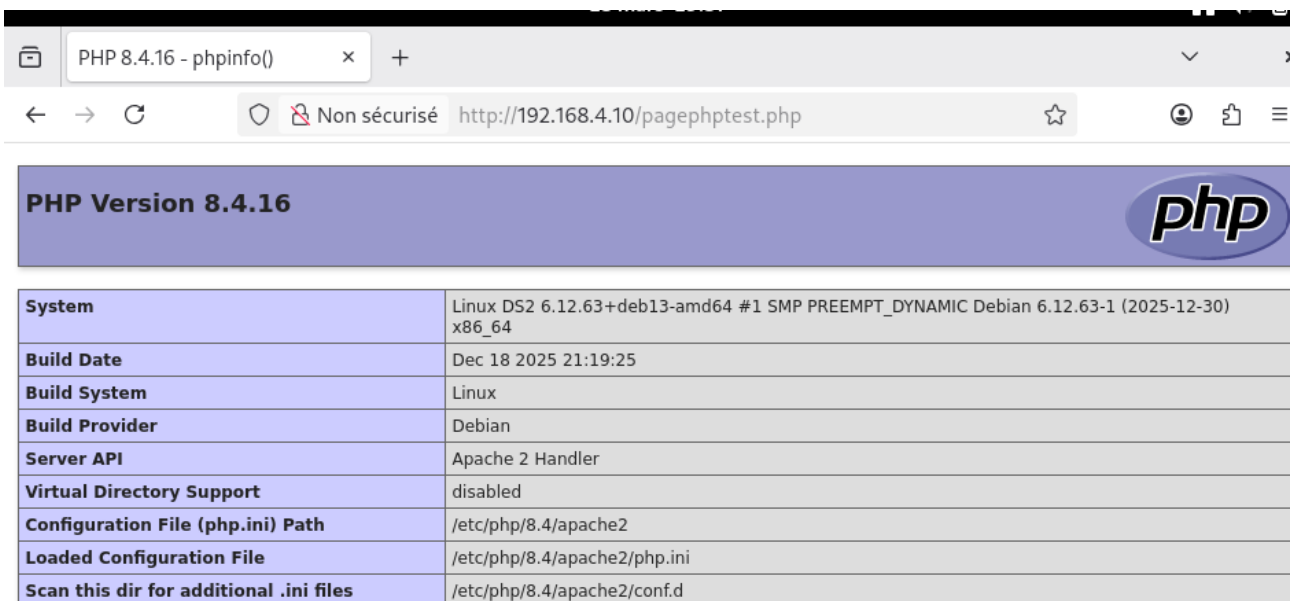 PHP 8.4.16 - phpinfo()
Non sécurisé http://192.168.4.10/pagephptest.php
PHP Version 8.4.16
php
System Linux DS2 6.12.63+deb13-amd64 #1 SMP PREEMPT_DYNAMIC Debian 6.12.63-1 (2025-12-30)
x86_64
Build Date Dec 18 2025 21:19:25
Build System Linux
Build Provider Debian
Server API Apache 2 Handler
Virtual Directory Support disabled
Configuration File (php.ini) Path /etc/php/8.4/apache2
Loaded Configuration File /etc/php/8.4/apache2/php.ini
Scan this dir for additional .ini files /etc/php/8.4/apache2/conf.d